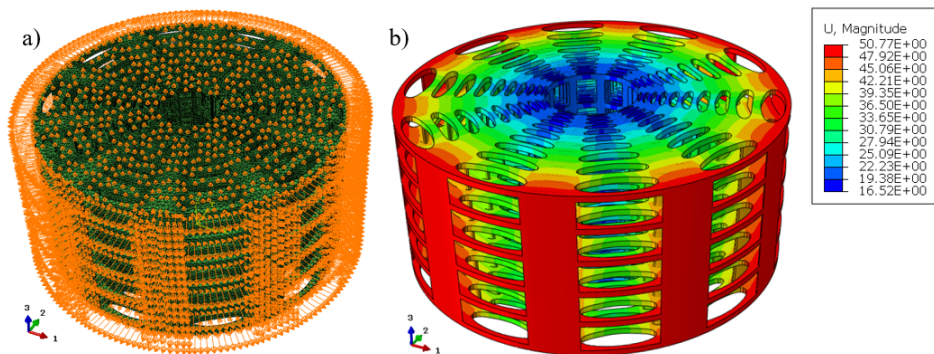 a)
b)
U, Magnitude
50.77E+00
47.92E+00
45.06E+00
42.21E+00
39.35E+00
36.50E+00
33.65E+00
30.79E+00
27.94E+00
25.09E+00
22.23E+00
19.38E+00
16.52E+00
3
2
1
3
2
1